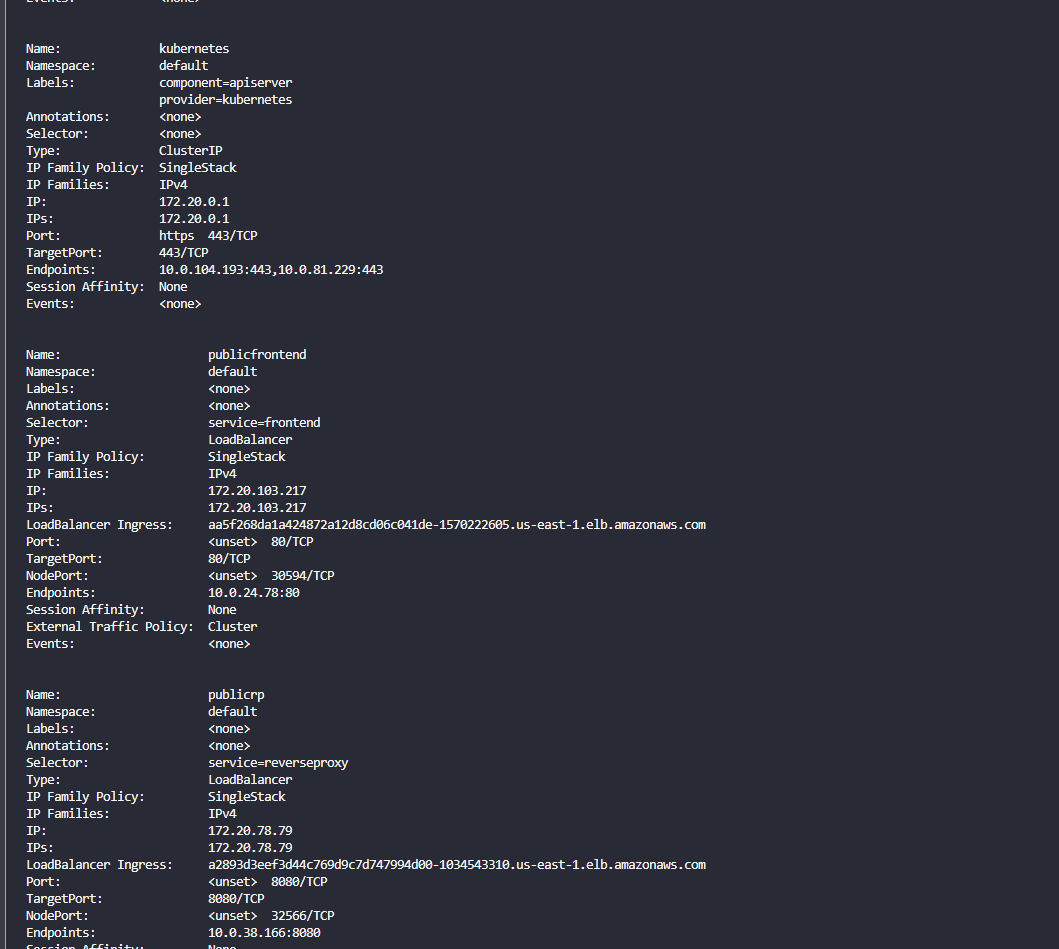 Events: <none>
Name: kubernetes
Namespace: default
Labels: component=apiserver
provider=kubernetes
Annotations: <none>
Selector: <none>
Type: ClusterIP
IP Family Policy: SingleStack
IP Families: IPv4
IP: 172.20.0.1
IPs: 172.20.0.1
Port: https 443/TCP
TargetPort: 443/TCP
Endpoints: 10.0.104.193:443,10.0.81.229:443
Session Affinity: None
Events: <none>
Name: publicfrontend
Namespace: default
Labels: <none>
Annotations: <none>
Selector: service=frontend
Type: LoadBalancer
IP Family Policy: SingleStack
IP Families: IPv4
IP: 172.20.103.217
IPs: 172.20.103.217
LoadBalancer Ingress: aa5f268da1a424872a12d8cd06c041de-1570222605.us-east-1.elb.amazonaws.com
Port: <unset> 80/TCP
TargetPort: 80/TCP
NodePort: <unset> 30594/TCP
Endpoints: 10.0.24.78:80
Session Affinity: None
External Traffic Policy: Cluster
Events: <none>
Name: publicrp
Namespace: default
Labels: <none>
Annotations: <none>
Selector: service=reverseproxy
Type: LoadBalancer
IP Family Policy: SingleStack
IP Families: IPv4
IP: 172.20.78.79
IPs: 172.20.78.79
LoadBalancer Ingress: a2893d3eef3d44c769d9c7d747994d00-1034543310.us-east-1.elb.amazonaws.com
Port: <unset> 8080/TCP
TargetPort: 8080/TCP
NodePort: <unset> 32566/TCP
Endpoints: 10.0.38.166:8080
Session Affinity: None